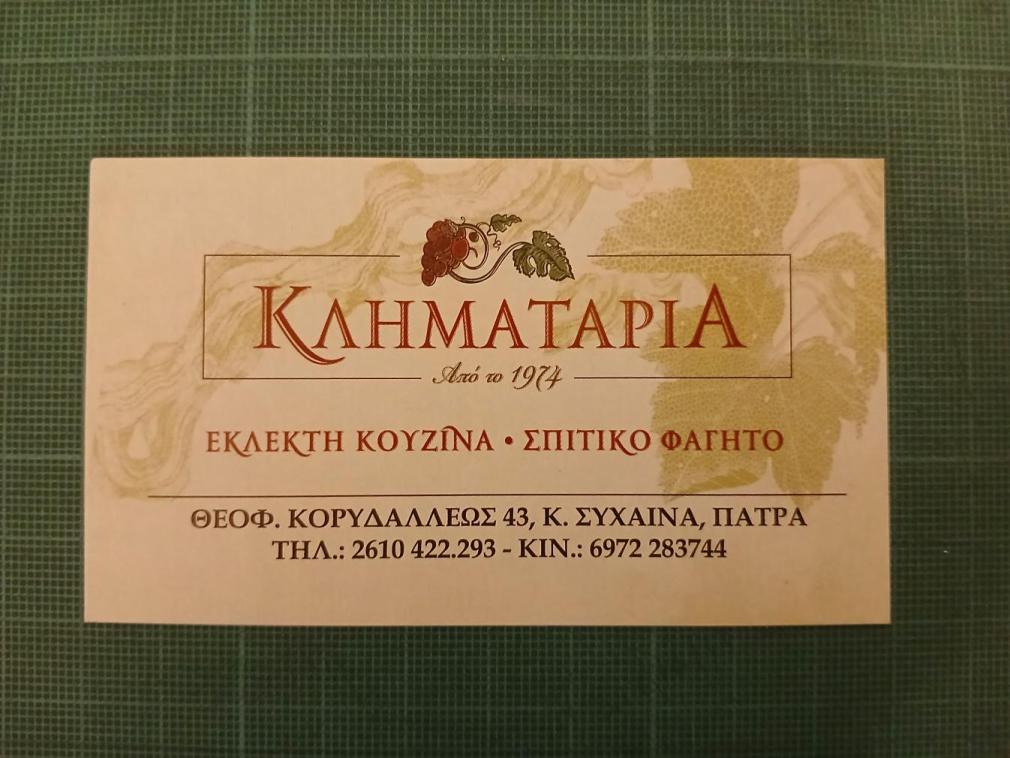 ΚΛΗΜΑΤΑΡΙΑ
Από το 1974
ΕΚΛΕΚΤΗ ΚΟΥΖΙΝΑ • ΣΠΙΤΙΚΟ ΦΑΓΗΤΟ
ΘΕΟΦ. ΚΟΡΥΔΑΛΛΕΩΣ 43, Κ. ΣΥΧΑΙΝΑ, ΠΑΤΡΑ
ΤΗΛ.: 2610 422.293 - ΚΙΝ.: 6972 283744